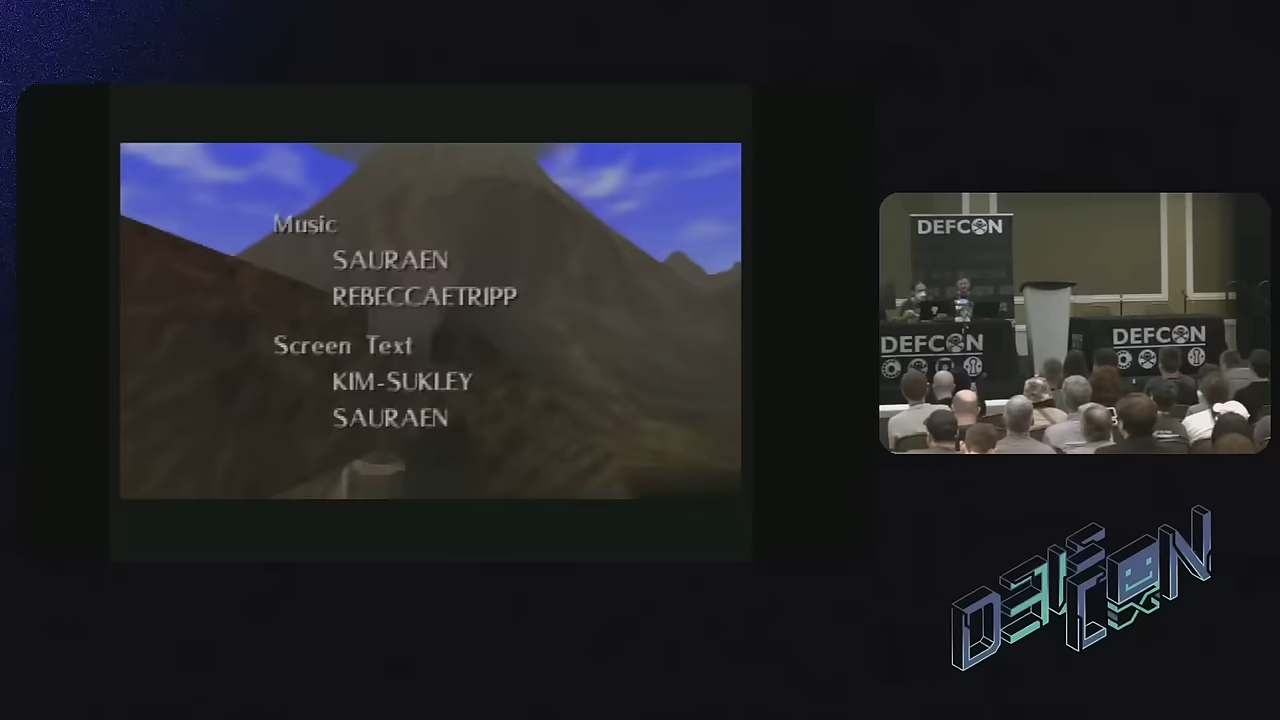 Music
SAURAEN
REBECCAETRIPP
Screen Text
KIM-SUKLEY
SAURAEN
DEFCON
DEFCON
DEFCON
DEFCON